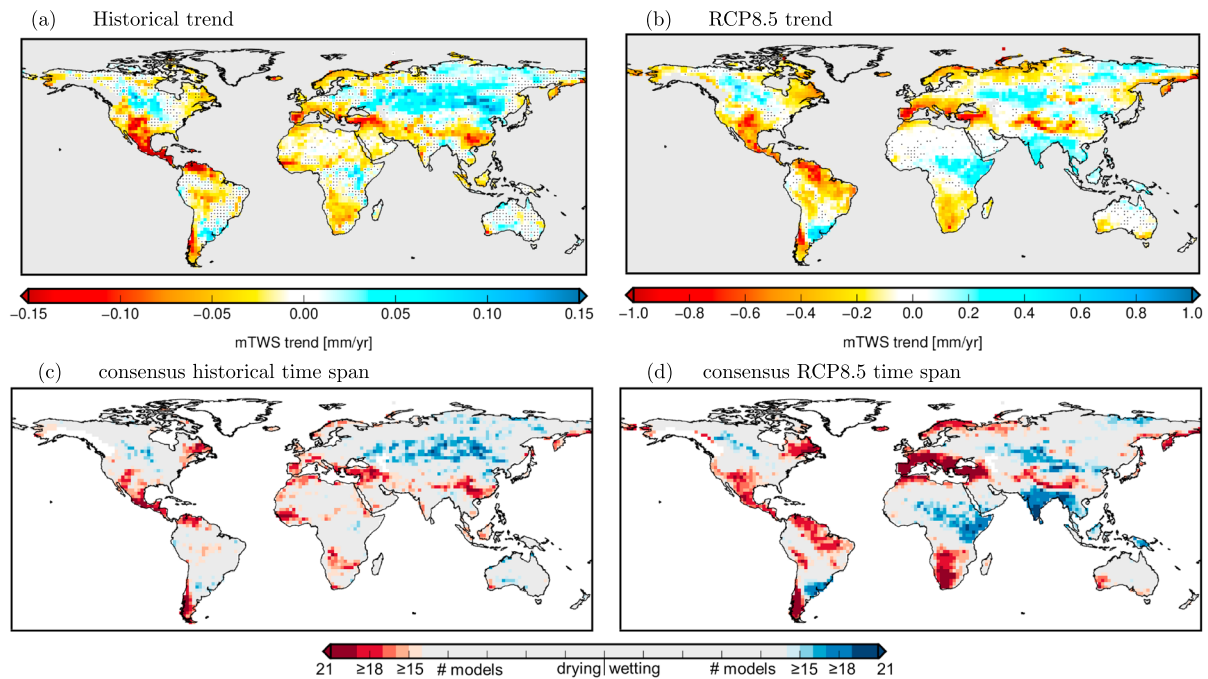 (a) Historical trend
(b) RCP8.5 trend
−0.15 −0.10 −0.05 0.00 0.05 0.10 0.15
−1.0 −0.8 −0.6 −0.4 −0.2 0.0 0.2 0.4 0.6 0.8 1.0
mTWS trend [mm/yr]
mTWS trend [mm/yr]
(c) consensus historical time span
(d) consensus RCP8.5 time span
21 ≥18 ≥15 # models drying wetting # models ≥15 ≥18 21